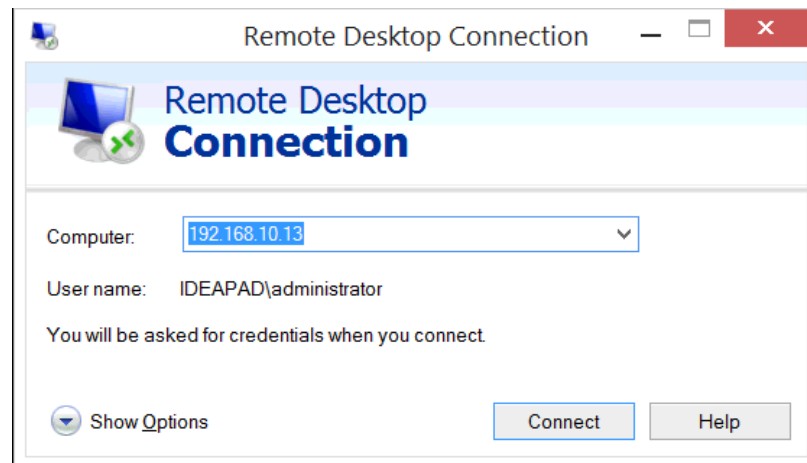 Remote Desktop Connection
Remote Desktop
Connection
Computer: 192.168.10.13
User name: IDEAPAD\administrator
You will be asked for credentials when you connect.
Show Options Connect Help